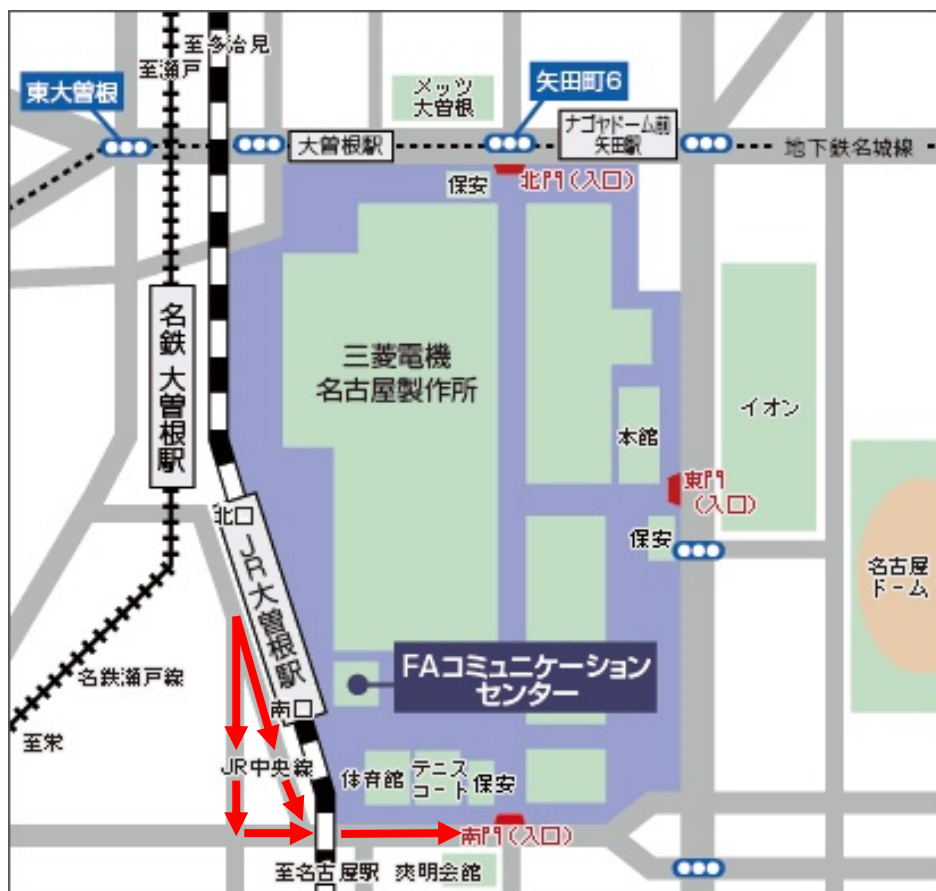 至多治見
至瀬戸
東大曽根
メッツ
大曽根
矢田町6
大曽根駅
ナゴヤドーム前
矢田駅
地下鉄名城線
保安
北門(入口)
名鉄 大曽根駅
三菱電機
名古屋製作所
本館
イオン
東門
(入口)
北口
JR大曽根駅
保安
名古屋
ドーム
FAコミュニケーション
センター
名鉄瀬戸線
南口
至栄
JR中央線
体育館
テニス
コート
保安
南門(入口)
至名古屋駅
爽明会館